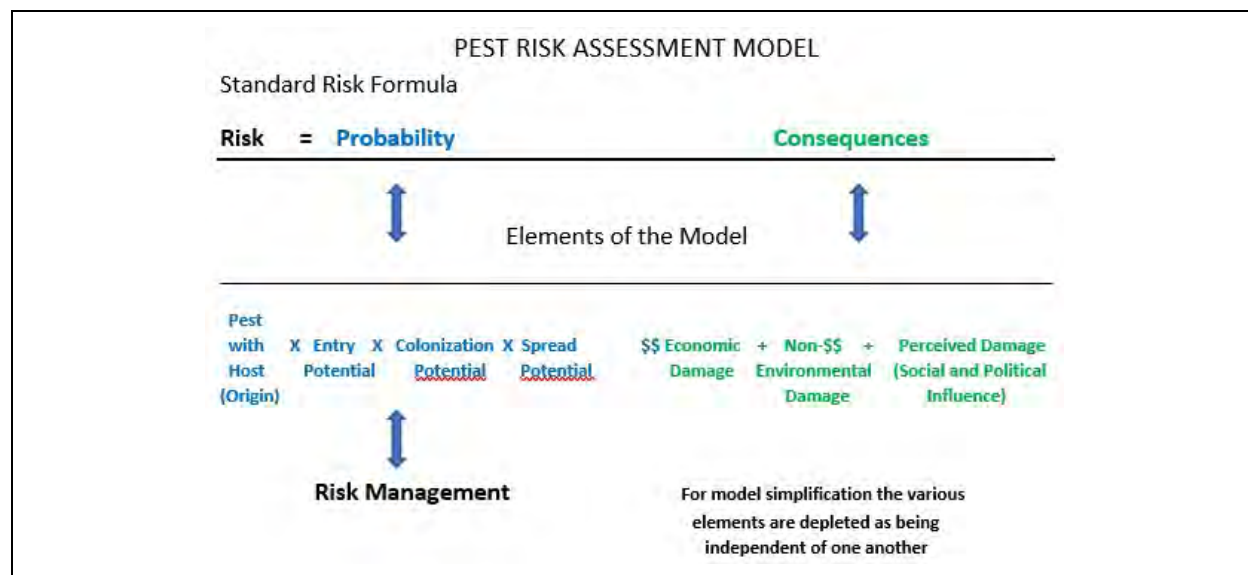 PEST RISK ASSESSMENT MODEL
Standard Risk Formula
Risk = Probability Consequences
Elements of the Model
Pest
with X Entry X Colonization X Spread $$ Economic + Non-$$ + Perceived Damage
Host Potential Potential Potential Damage Environmental (Social and Political
(Origin) Damage Influence)
Risk Management
For model simplification the various
elements are depleted as being
independent of one another